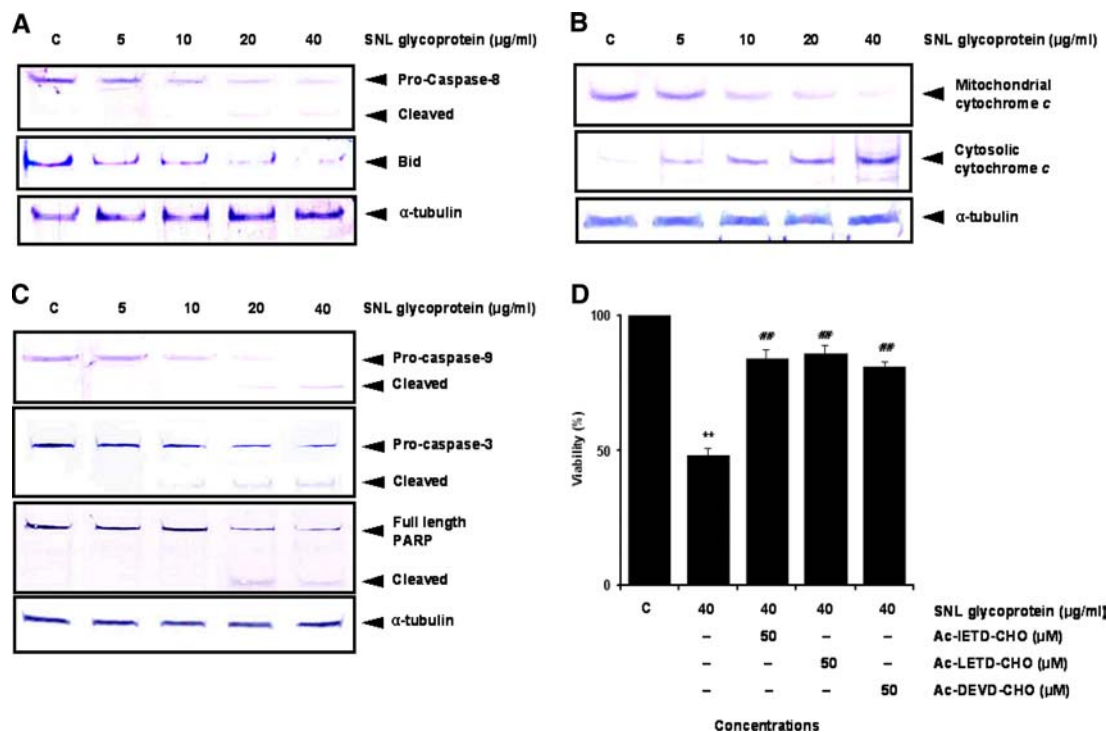 A
C 5 10 20 40 SNL glycoprotein (µg/ml)
Pro-Caspase-8
Cleaved
Bid
α-tubulin
B
C 5 10 20 40 SNL glycoprotein (µg/ml)
Mitochondrial
cytochrome c
Cytosolic
cytochrome c
α-tubulin
C
C 5 10 20 40 SNL glycoprotein (µg/ml)
Pro-caspase-9
Cleaved
Pro-caspase-3
Cleaved
Full length
PARP
Cleaved
α-tubulin
D
Viability (%)
100
50
0
**
##
##
##
C 40 40 40 40 SNL glycoprotein (µg/ml)
– 50 – – Ac-IETD-CHO (µM)
– – 50 – Ac-LETD-CHO (µM)
– – – 50 Ac-DEVD-CHO (µM)
Concentrations